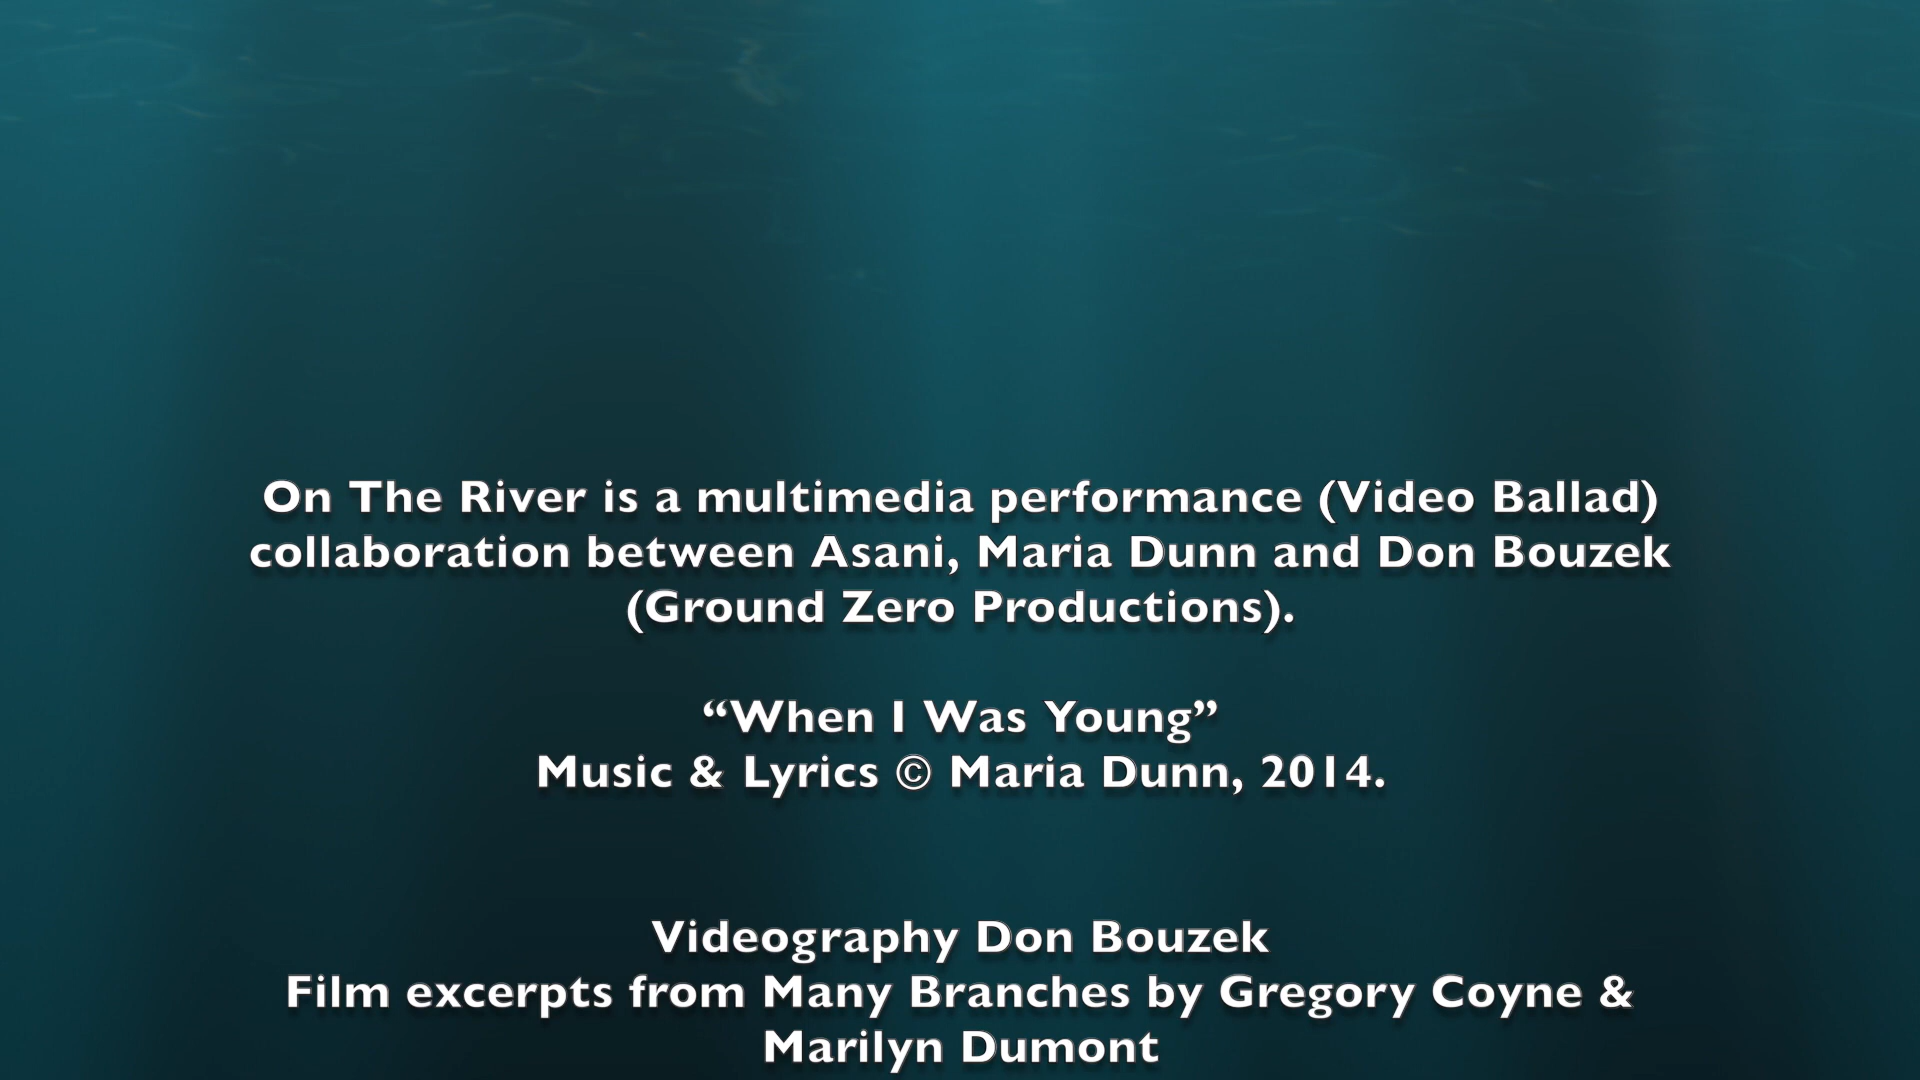 On The River is a multimedia performance (Video Ballad)
collaboration between Asani, Maria Dunn and Don Bouzek
(Ground Zero Productions).
“When I Was Young”
Music & Lyrics © Maria Dunn, 2014.
Videography Don Bouzek
Film excerpts from Many Branches by Gregory Coyne &
Marilyn Dumont